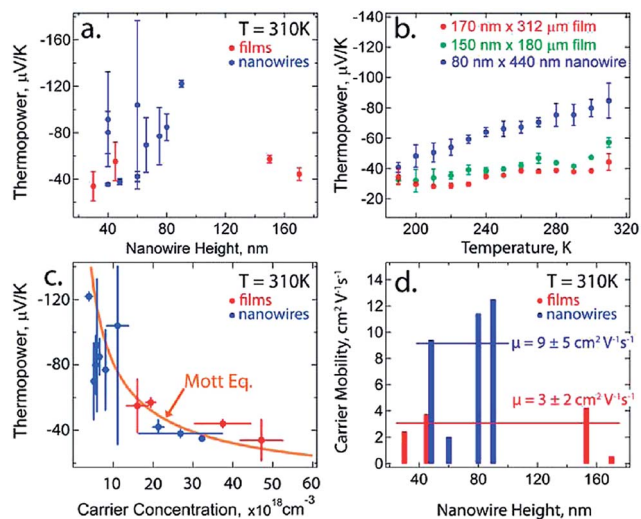 a.
T = 310K
films
nanowires
Thermopower, μV/K
-160
-120
-80
-40
40
80
120
160
Nanowire Height, nm
b.
170 nm x 312 μm film
150 nm x 180 μm film
80 nm x 440 nm nanowire
Thermopower, μV/K
-140
-120
-100
-80
-60
-40
-20
200
240
280
320
Temperature, K
c.
T = 310K
films
nanowires
Mott Eq.
Thermopower, μV/K
-120
-80
-40
0
10
20
30
40
50
60
Carrier Concentration, x10¹⁸cm⁻³
d.
T = 310K
films
nanowires
μ = 9 ± 5 cm² V⁻¹s⁻¹
μ = 3 ± 2 cm² V⁻¹s⁻¹
Carrier Mobility, cm² V⁻¹s⁻¹
14
12
10
8
6
4
2
0
40
80
120
160
Nanowire Height, nm